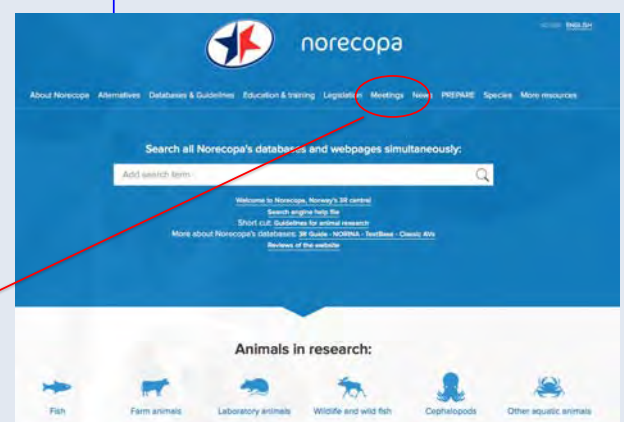 norecopa
NORSK ENGLISH
About Norecopa Alternatives Databases & Guidelines Education & training Legislation Meetings News PREPARE Species More resources
Search all Norecopa's databases and webpages simultaneously:
Add search term
Welcome to Norecopa, Norway's 3R central
Search engine help file
Short cut: Guidelines for animal research
More about Norecopa's databases: 3R Guide - NORINA - TextBase - Classic AVs
Reviews of the website
Animals in research:
Fish Farm animals Laboratory animals Wildlife and wild fish Cephalopods Other aquatic animals